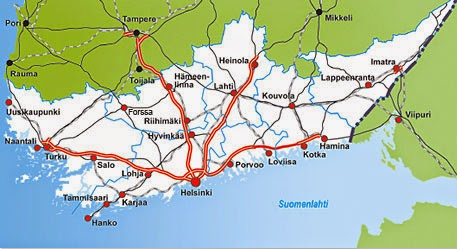 Pori
Tampere
Mikkeli
Rauma
Toijala
Hämeen-
linna
Heinola
Imatra
Lappeenranta
Lahti
Kouvola
Uusikaupunki
Forssa
Riihimäki
Viipuri
Hyvinkää
Naantali
Turku
Hamina
Kotka
Salo
Loviisa
Porvoo
Lohja
Helsinki
Tammisaari
Karjaa
Suomenlahti
Hanko